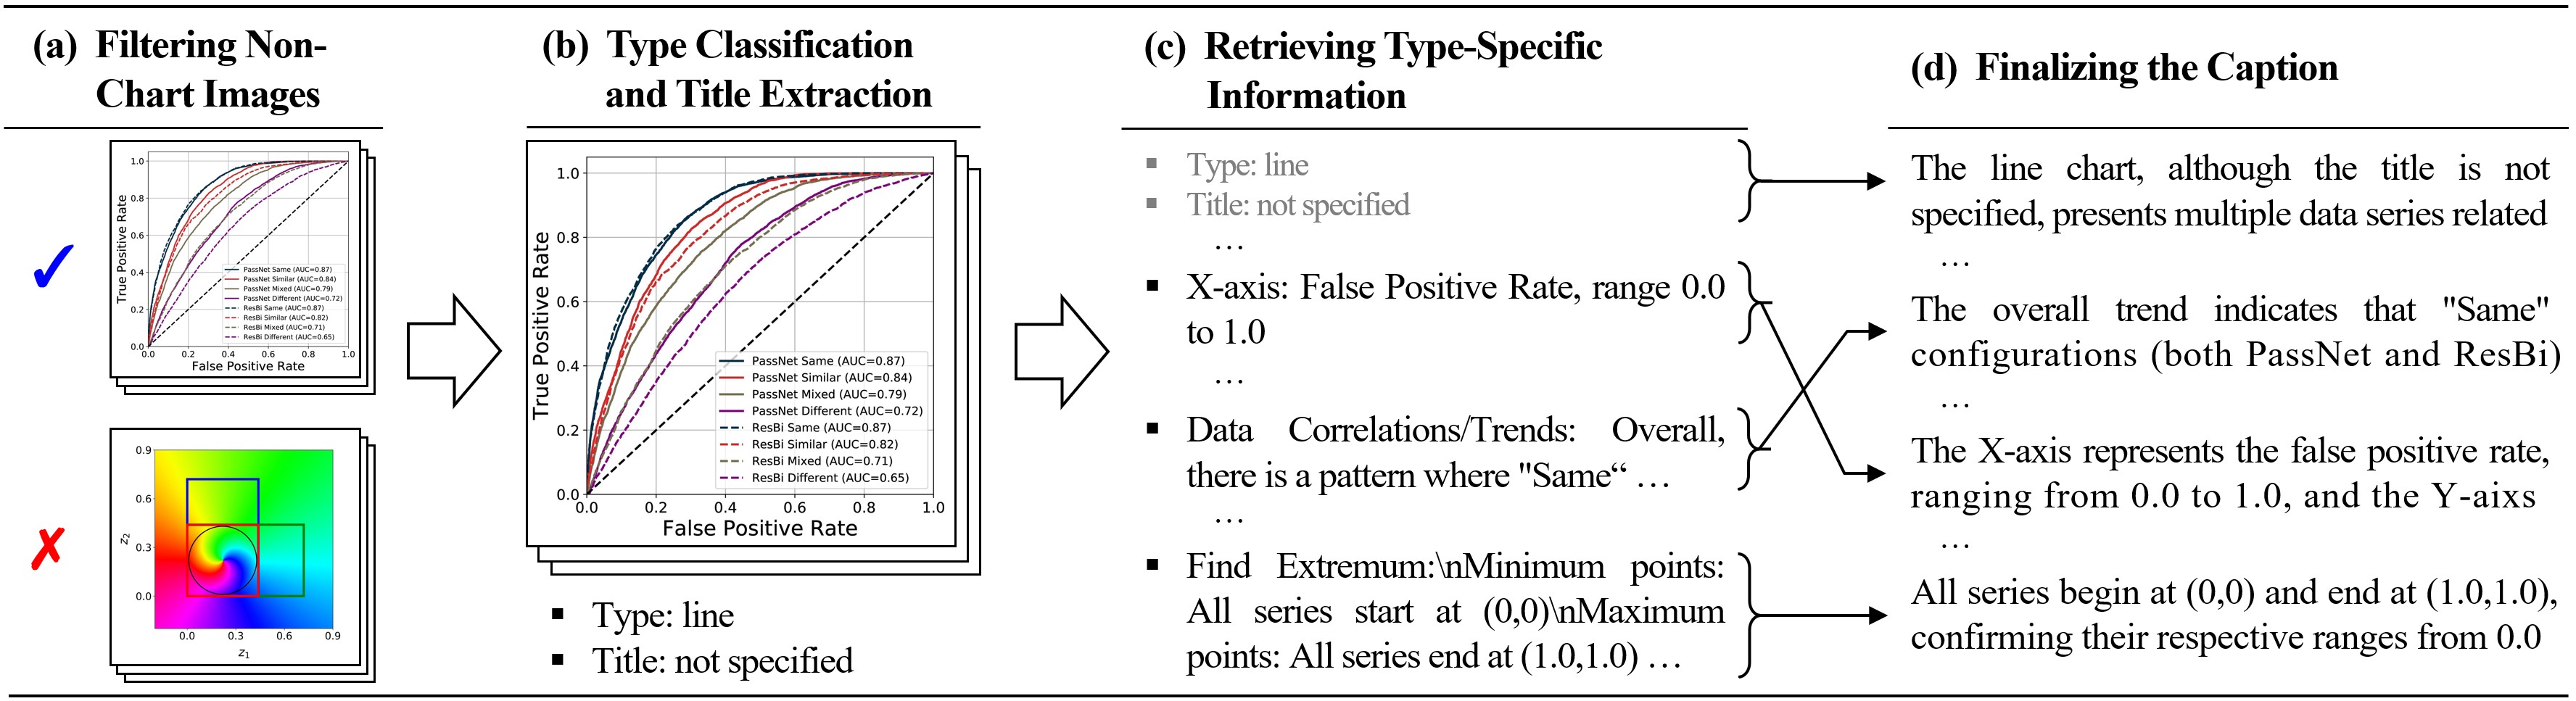 (a) Filtering Non-
Chart Images
1.0
0.8
0.6
0.4
0.2
0.0
True Positive Rate
PassNet Same (AUC=0.87)
PassNet Similar (AUC=0.84)
PassNet Mixed (AUC=0.79)
PassNet Different (AUC=0.72)
ResBi Same (AUC=0.87)
ResBi Similar (AUC=0.82)
ResBi Mixed (AUC=0.71)
ResBi Different (AUC=0.65)
0.0 0.2 0.4 0.6 0.8 1.0
False Positive Rate
✓
✗
0.9
0.6
0.3
0.0
z2
0.0 0.3 0.6 0.9
z1
(b) Type Classification
and Title Extraction
1.0
0.8
0.6
0.4
0.2
0.0
True Positive Rate
PassNet Same (AUC=0.87)
PassNet Similar (AUC=0.84)
PassNet Mixed (AUC=0.79)
PassNet Different (AUC=0.72)
ResBi Same (AUC=0.87)
ResBi Similar (AUC=0.82)
ResBi Mixed (AUC=0.71)
ResBi Different (AUC=0.65)
0.0 0.2 0.4 0.6 0.8 1.0
False Positive Rate
▪ Type: line
▪ Title: not specified
(c) Retrieving Type-Specific
Information
▪ Type: line
▪ Title: not specified
…
▪ X-axis: False Positive Rate, range 0.0
to 1.0
…
▪ Data Correlations/Trends: Overall,
there is a pattern where "Same“ …
…
▪ Find Extremum:\nMinimum points:
All series start at (0,0)\nMaximum
points: All series end at (1.0,1.0) …
(d) Finalizing the Caption
The line chart, although the title is not
specified, presents multiple data series related
…
The overall trend indicates that "Same"
configurations (both PassNet and ResBi)
…
The X-axis represents the false positive rate,
ranging from 0.0 to 1.0, and the Y-aixs
…
All series begin at (0,0) and end at (1.0,1.0),
confirming their respective ranges from 0.0